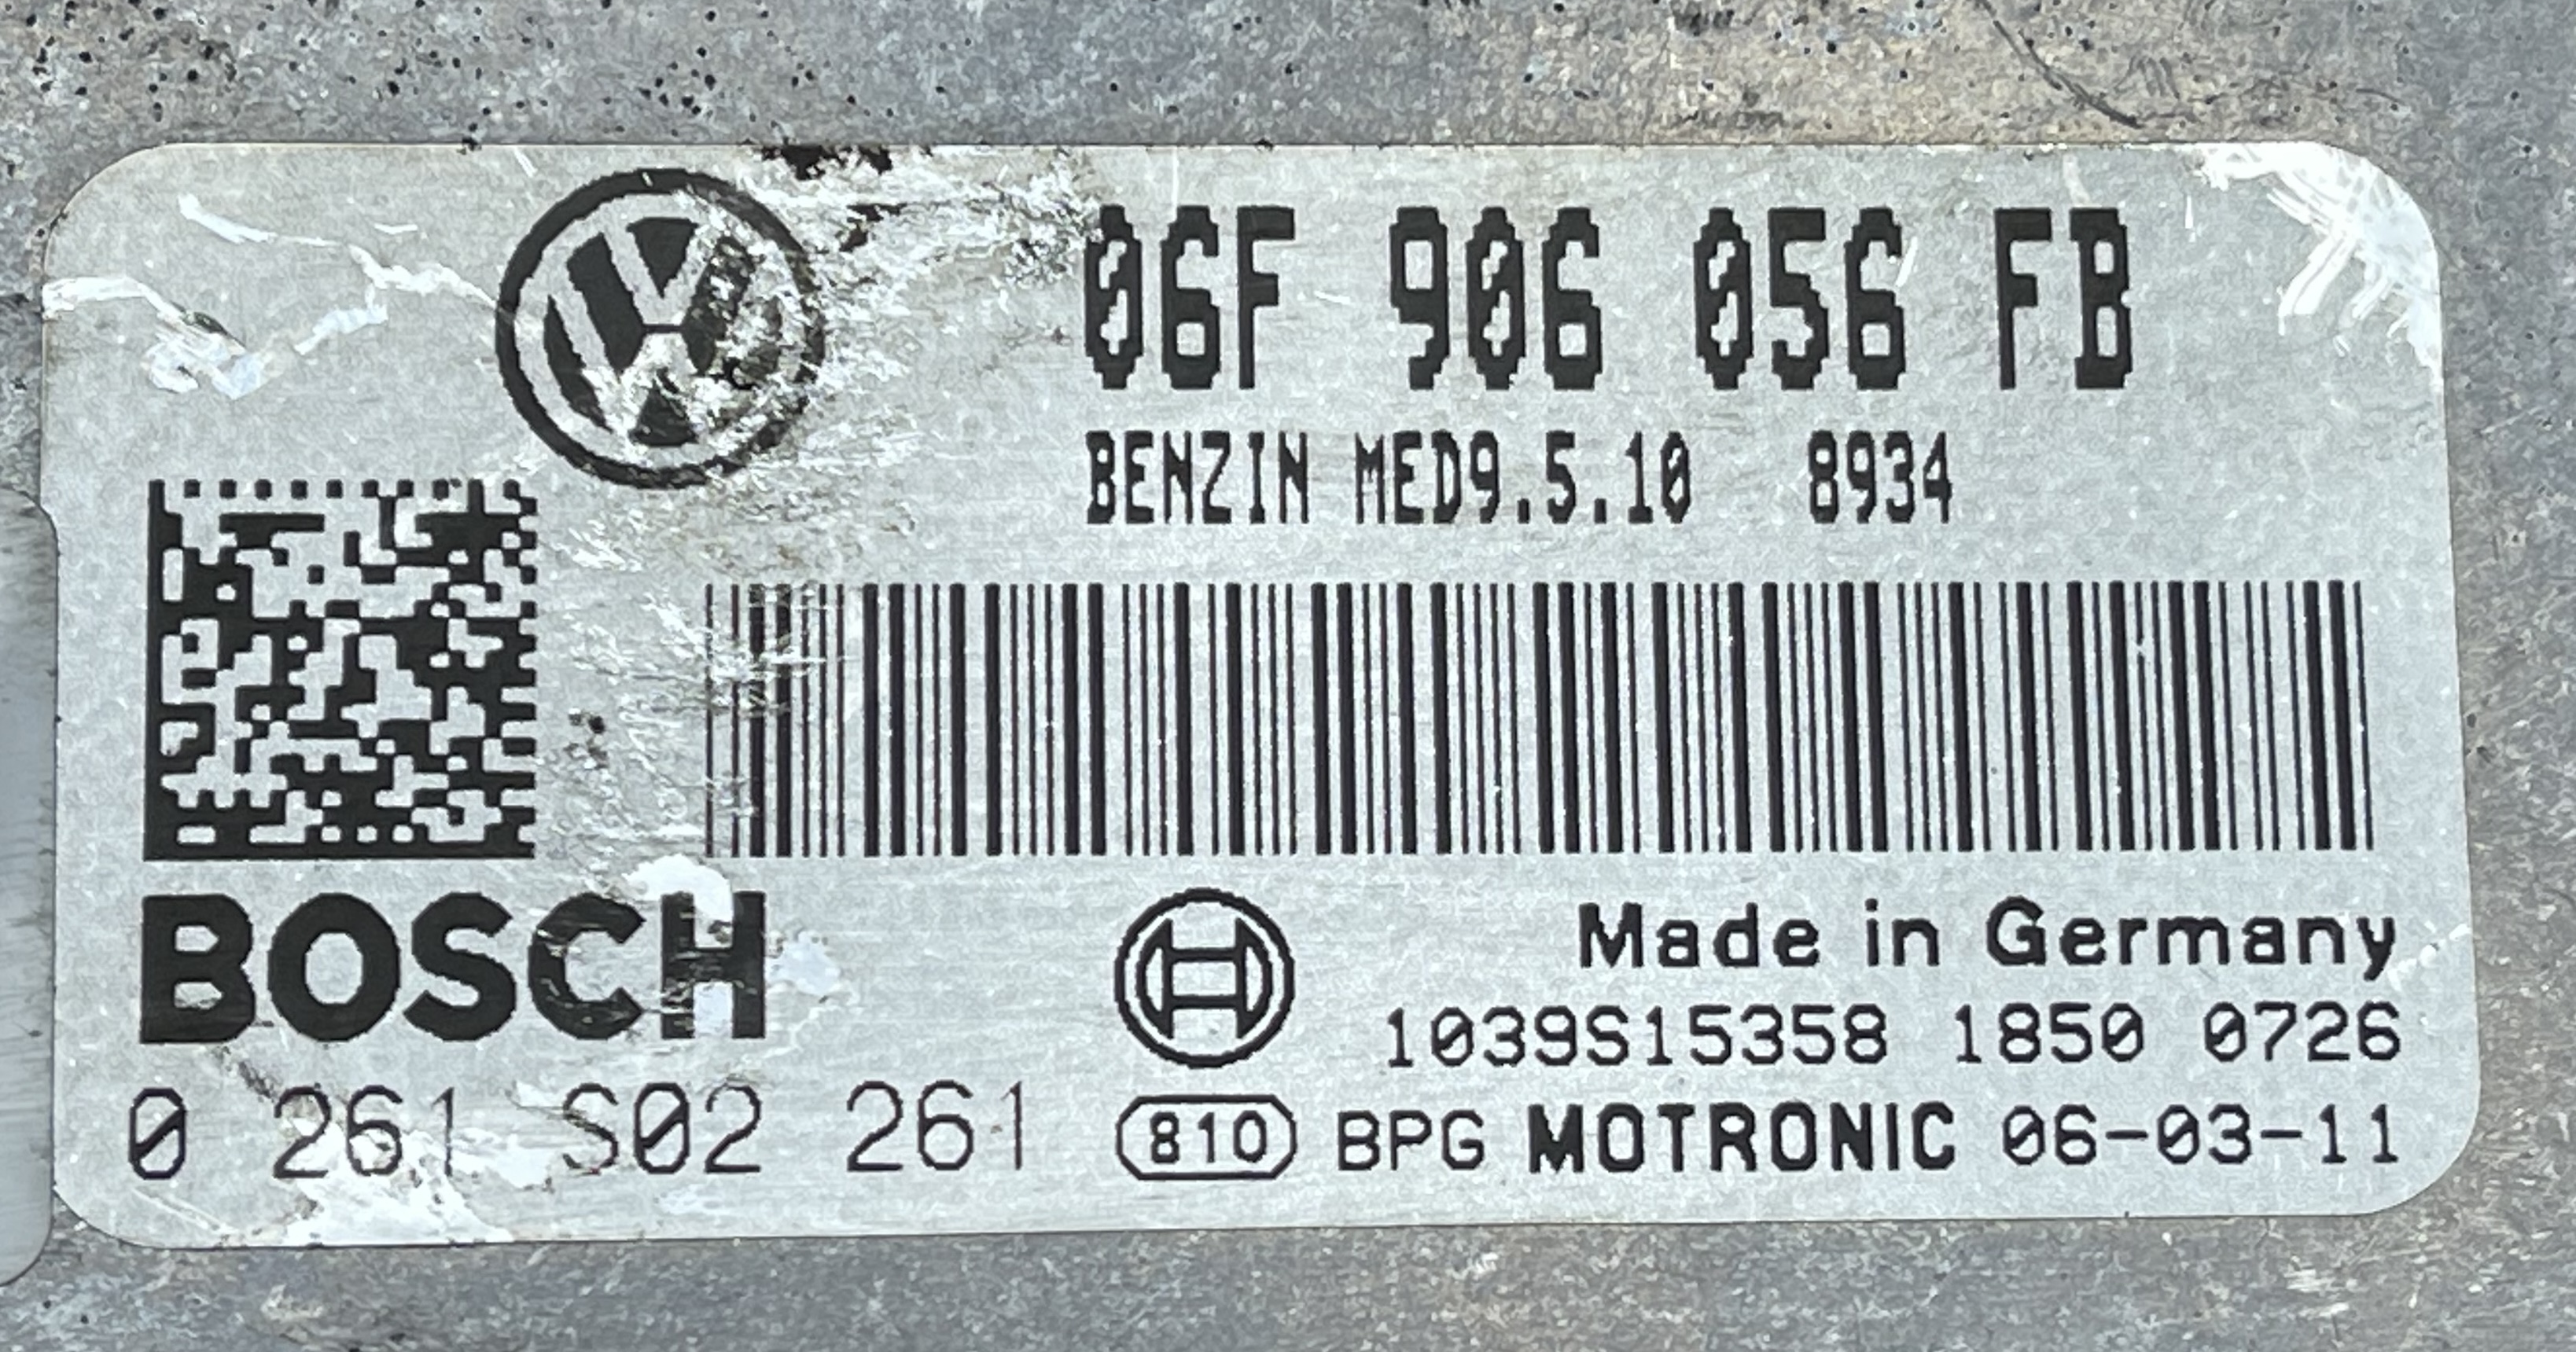 06F 906 056 FB
BENZIN MED9.5.10 8934
BOSCH
Made in Germany
1039S15358 1850 0726
0 261 S02 261
810 BPG MOTRONIC 06-03-11